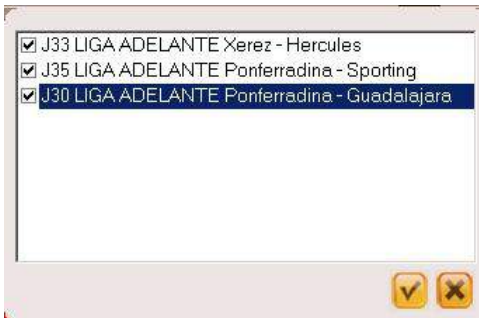 J33 LIGA ADELANTE Xerez - Hercules
J35 LIGA ADELANTE Ponferradina - Sporting
J30 LIGA ADELANTE Ponferradina - Guadalajara